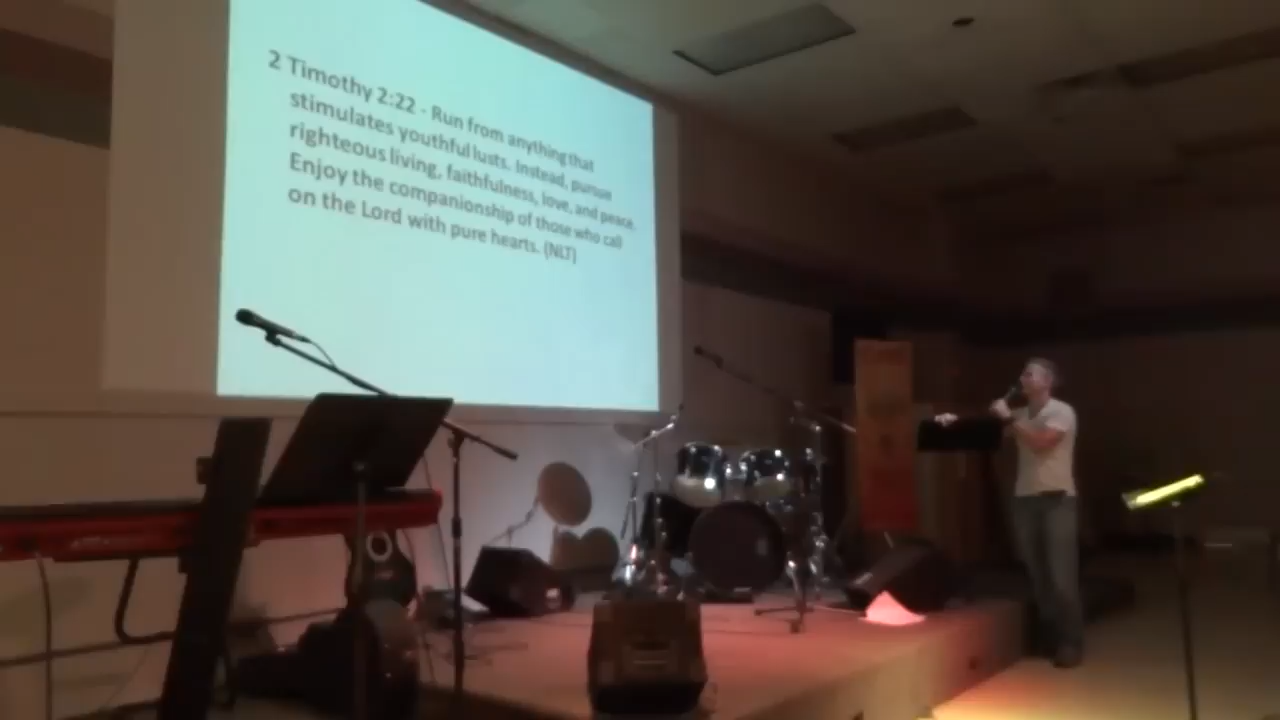 2 Timothy 2:22 - Run from anything that
stimulates youthful lusts. Instead, pursue
righteous living, faithfulness, love, and peace.
Enjoy the companionship of those who call
on the Lord with pure hearts. (NLT)